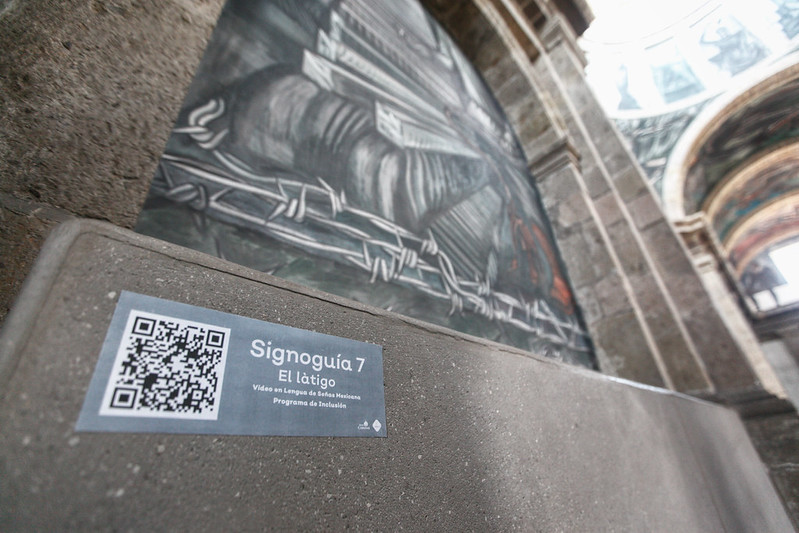 Signoguía 7
El làtigo
Video en Lengua de Señas Mexicana
Programa de Inclusión